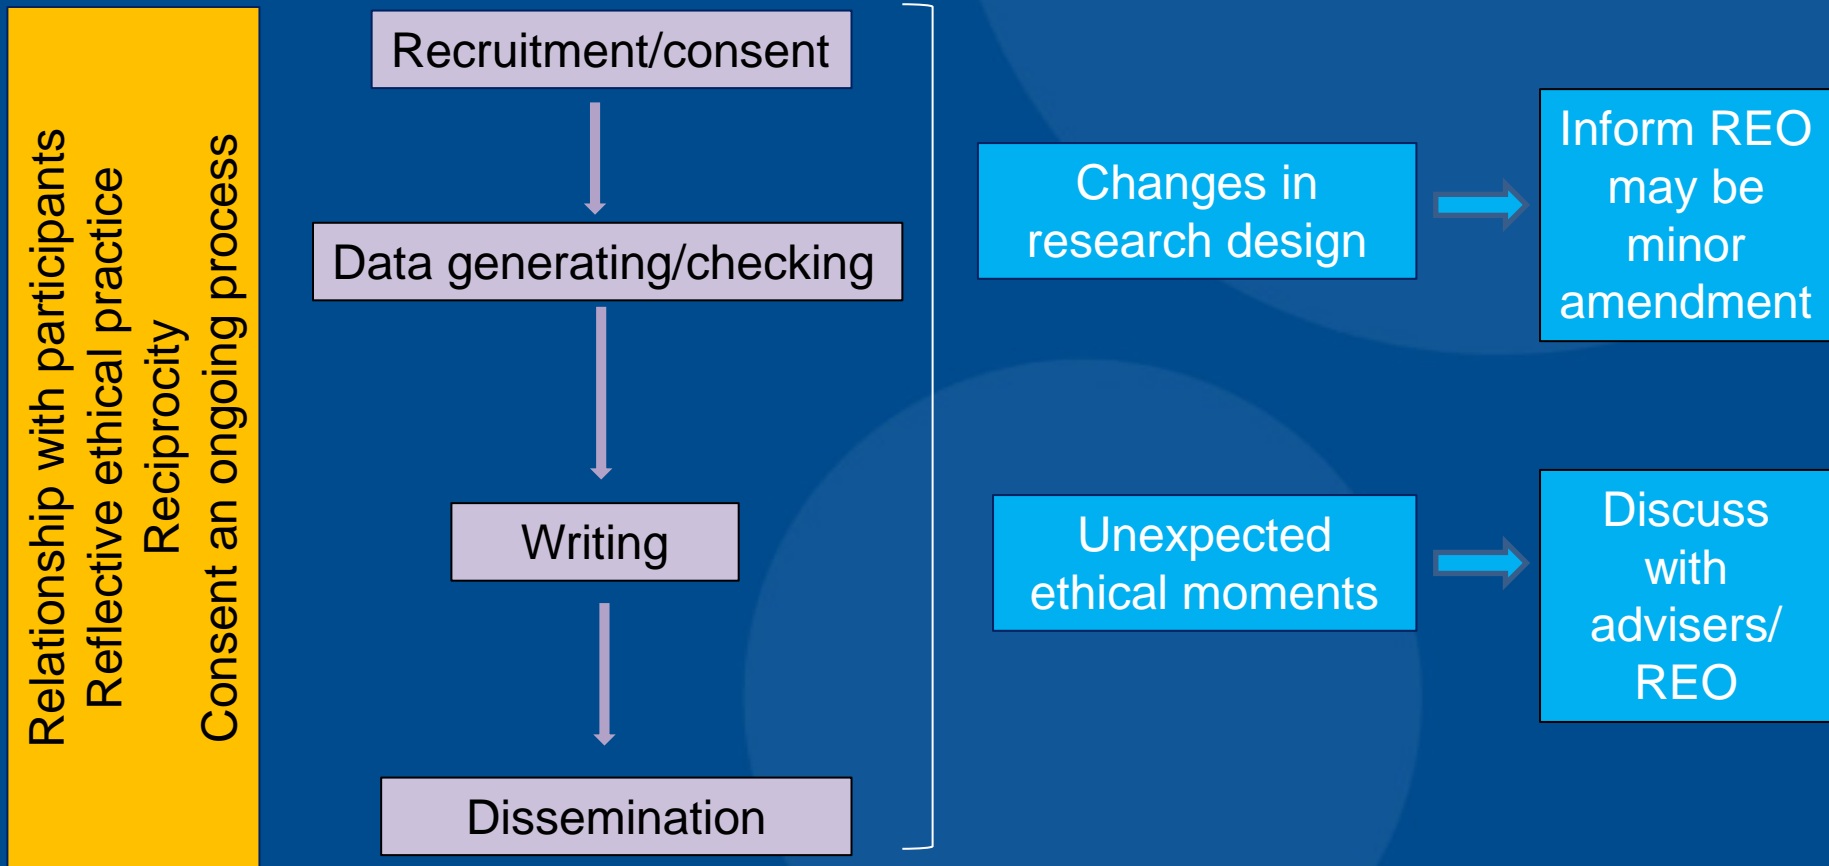 Relationship with participants
Reflective ethical practice
Reciprocity
Consent an ongoing process
Recruitment/consent
Data generating/checking
Writing
Dissemination
Changes in
research design
Inform REO
may be
minor
amendment
Unexpected
ethical moments
Discuss
with
advisers/
REO